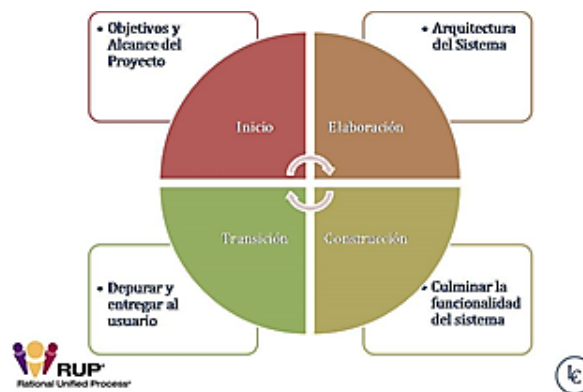 • Objetivos y
Alcance del
Proyecto
• Arquitectura
del Sistema
Inicio
Elaboración
Transición
Construcción
• Depurar y
entregar al
usuario
• Culminar la
funcionalidad
del sistema
RUP®
Rational Unified Process®